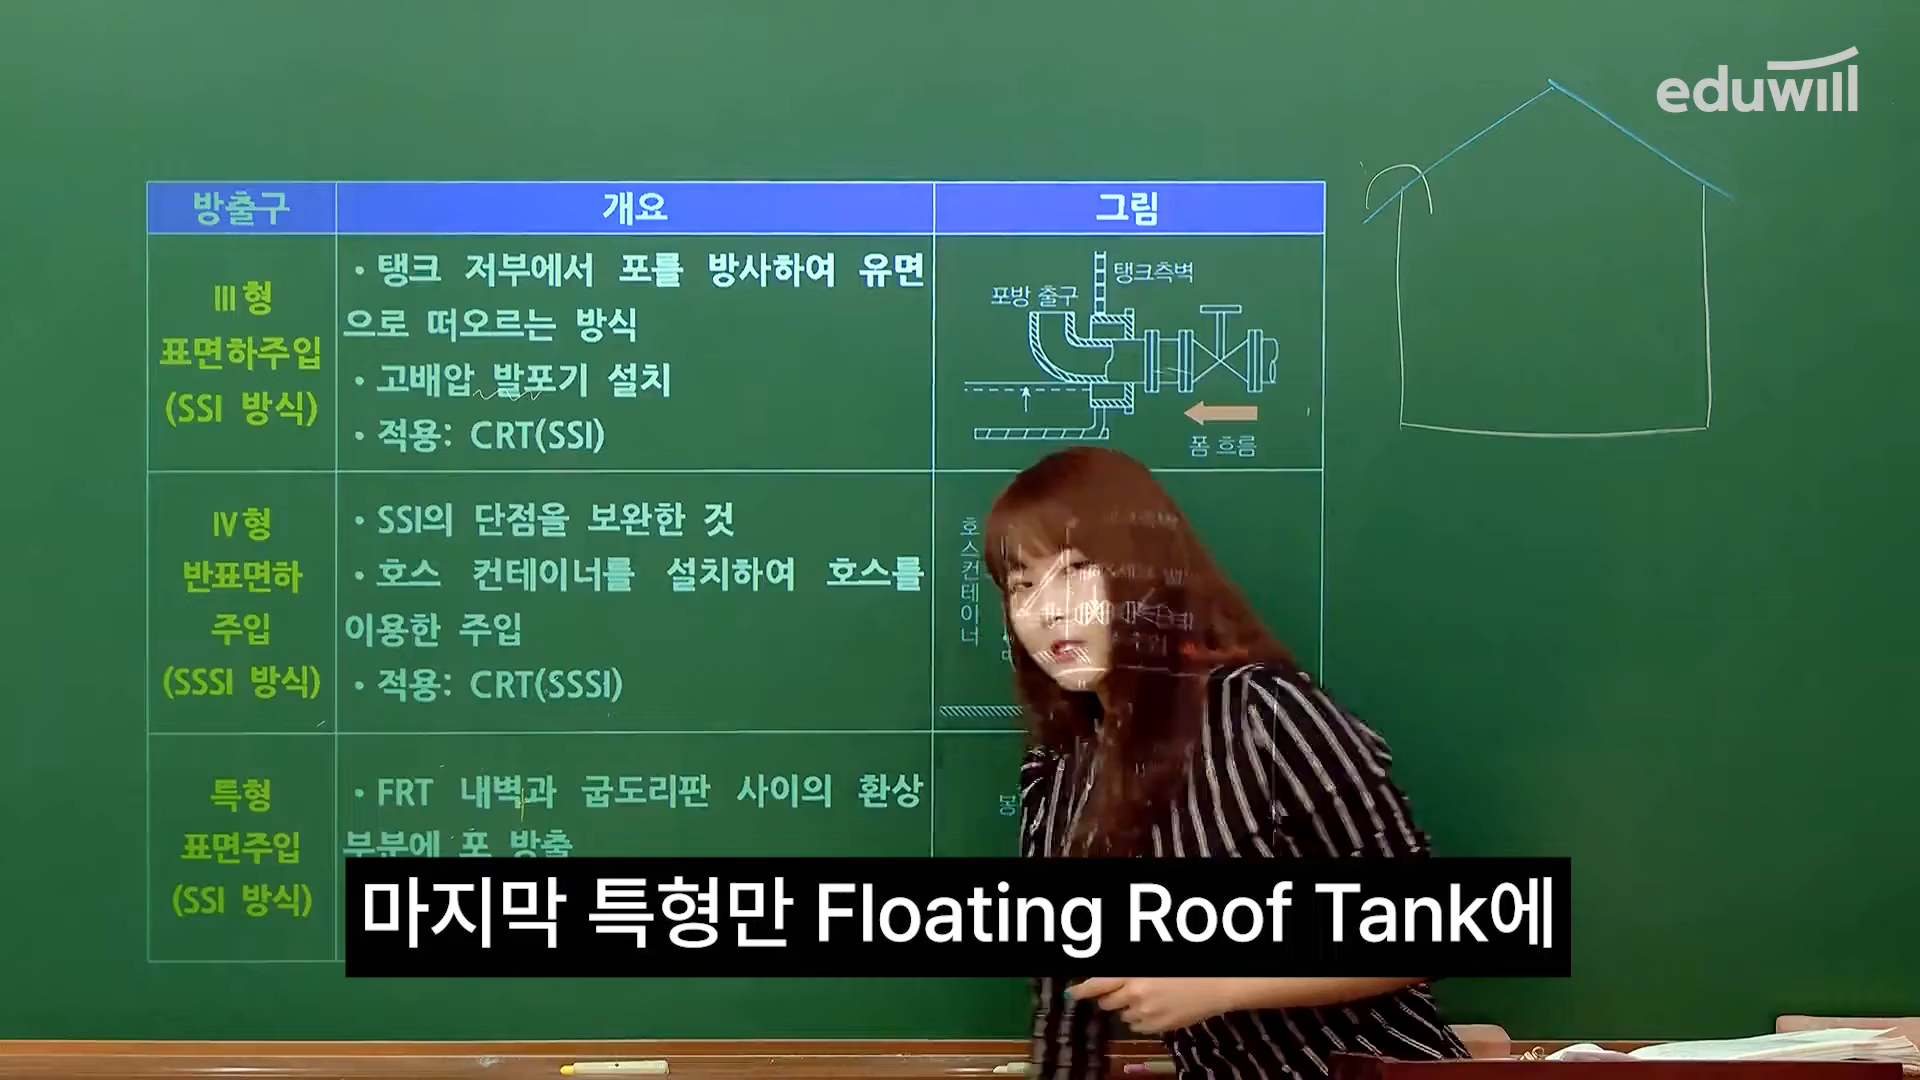 eduwill
방출구 개요 그림
Ⅲ형
표면하주입
(SSI 방식)
• 탱크 저부에서 포를 방사하여 유면
으로 떠오르는 방식
• 고배압 발포기 설치
• 적용: CRT(SSI)
탱크측벽
포방 출구
폼 흐름
Ⅳ형
반표면하
주입
(SSSI 방식)
• SSI의 단점을 보완한 것
• 호스 컨테이너를 설치하여 호스를
이용한 주입
• 적용: CRT(SSSI)
호스컨테이너
특형
표면주입
(SSI 방식)
• FRT 내벽과 굽도리판 사이의 환상
부분에 포 방출
마지막 특형만 Floating Roof Tank에